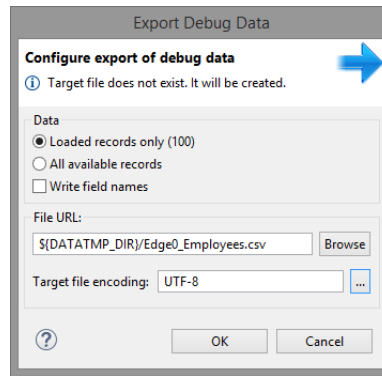 Export Debug Data
Configure export of debug data
Target file does not exist. It will be created.
Data
Loaded records only (100)
All available records
Write field names
File URL:
${DATATMP_DIR}/Edge0_Employees.csv
Browse
Target file encoding:
UTF-8
...
?
OK
Cancel